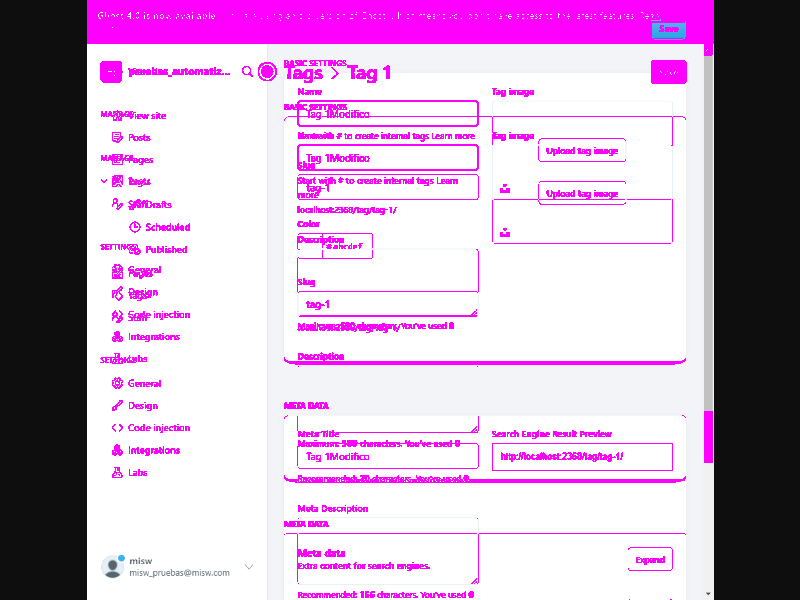 Ghost 4.0 is now available
Save
pruebas_automatiz...
Tags > Tag 1
BASIC SETTINGS
Name
Tag image
BASIC SETTINGS
View site
Tag 1Modifico
Start with # to create internal tags Learn more
Tag image
Posts
Upload tag image
Pages
Tag 1Modifico
Slug
Start with # to create internal tags Learn more
tag-1
Upload tag image
Drafts
localhost:2368/tag/tag-1/
Scheduled
Color
Description
abcdef
SETTINGS
Published
General
Pages
Slug
Design
Tags
tag-1
Code injection
Staff
Maximum: 500 characters. You've used 0
Integrations
Labs
Description
SETTINGS
General
Design
META DATA
Code injection
Meta Title
Search Engine Result Preview
Maximum: 500 characters. You've used 0
Integrations
Tag 1Modifico
http://localhost:2368/tag/tag-1/
Labs
Recommended: 70 characters. You've used 0
Meta Description
META DATA
Meta data
Extra content for search engines.
Expand
misw
misw_pruebas@misw.com
Recommended: 156 characters. You've used 0